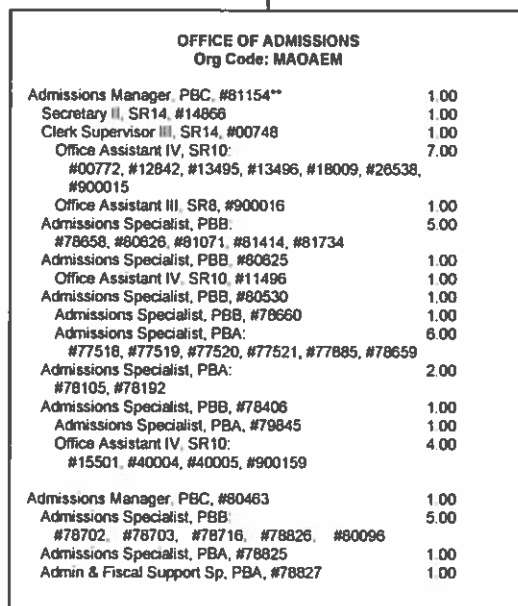 OFFICE OF ADMISSIONS
Org Code: MAOAEM
Admissions Manager, PBC, #81154** 1.00
Secretary II, SR14, #14866 1.00
Clerk Supervisor III, SR14, #00748 1.00
Office Assistant IV, SR10: 7.00
#00772, #12842, #13495, #13496, #18009, #26538,
#900015
Office Assistant III, SR8, #900016 1.00
Admissions Specialist, PBB: 5.00
#78658, #80626, #81071, #81414, #81734
Admissions Specialist, PBB, #80625 1.00
Office Assistant IV, SR10, #11496 1.00
Admissions Specialist, PBB, #80530 1.00
Admissions Specialist, PBB, #78660 1.00
Admissions Specialist, PBA: 6.00
#77518, #77519, #77520, #77521, #77885, #78659
Admissions Specialist, PBA: 2.00
#78105, #78192
Admissions Specialist, PBB, #78406 1.00
Admissions Specialist, PBA, #79845 1.00
Office Assistant IV, SR10: 4.00
#15501, #40004, #40005, #900159
Admissions Manager, PBC, #80463 1.00
Admissions Specialist, PBB: 5.00
#78702, #78703, #78716, #78826, #80096
Admissions Specialist, PBA, #78825 1.00
Admin & Fiscal Support Sp, PBA, #78827 1.00